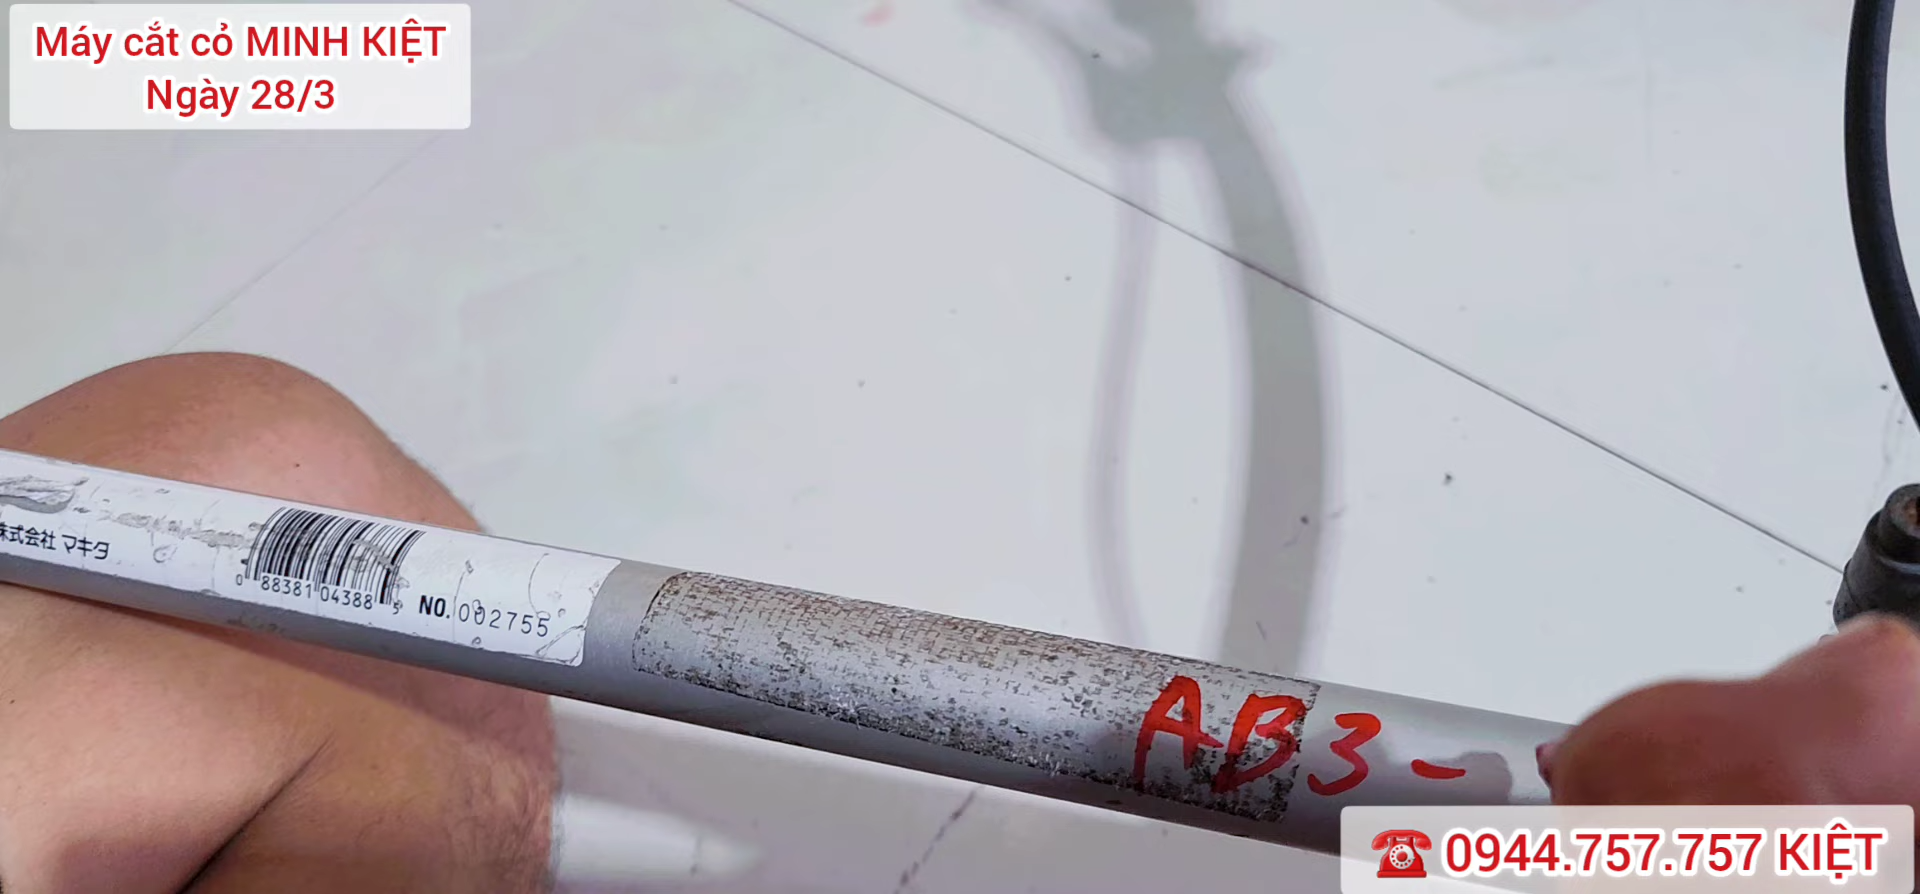 Máy cắt cỏ MINH KIỆT
Ngày 28/3
株式会社 マキタ
0 88381 04388 5
NO. 002755
AB3-
☎ 0944.757.757 KIỆT